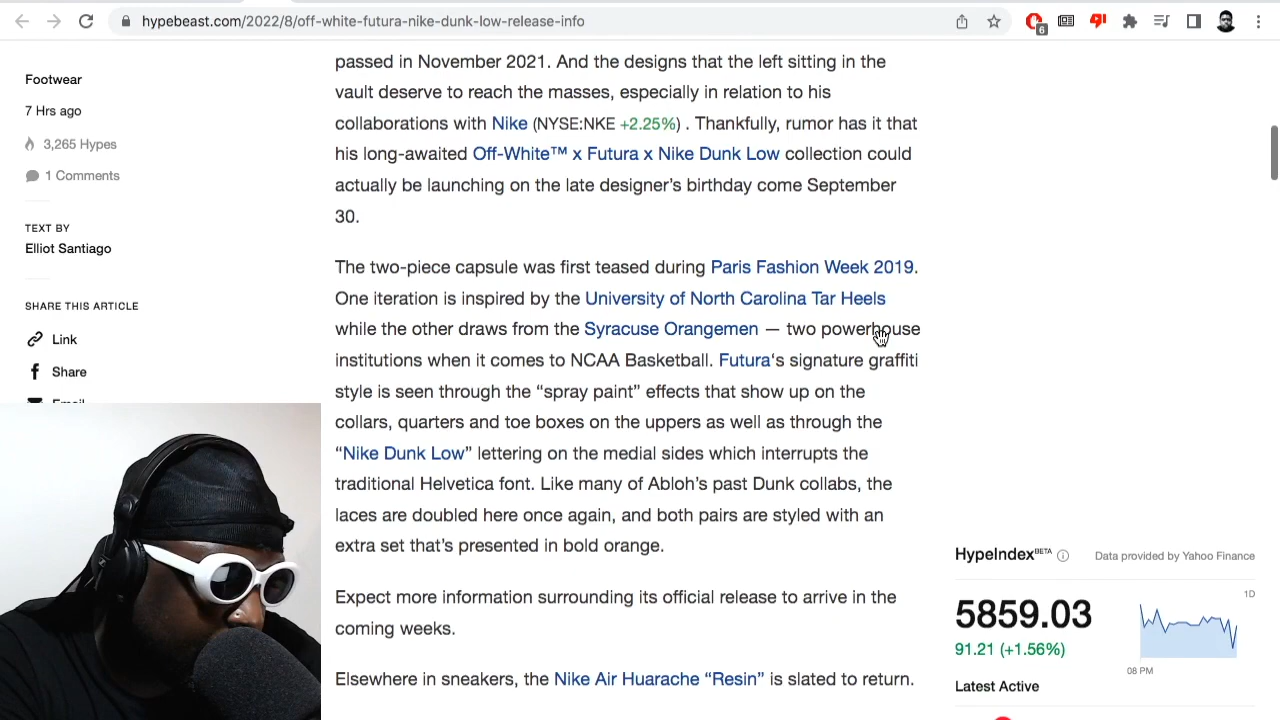 hypebeast.com/2022/8/off-white-futura-nike-dunk-low-release-info
6
Footwear
7 Hrs ago
3,265 Hypes
1 Comments
TEXT BY
Elliot Santiago
SHARE THIS ARTICLE
Link
Share
Email
passed in November 2021. And the designs that the left sitting in the
vault deserve to reach the masses, especially in relation to his
collaborations with Nike (NYSE:NKE +2.25%) . Thankfully, rumor has it that
his long-awaited Off-White™ x Futura x Nike Dunk Low collection could
actually be launching on the late designer’s birthday come September
30.
The two-piece capsule was first teased during Paris Fashion Week 2019.
One iteration is inspired by the University of North Carolina Tar Heels
while the other draws from the Syracuse Orangemen — two powerhouse
institutions when it comes to NCAA Basketball. Futura‘s signature graffiti
style is seen through the “spray paint” effects that show up on the
collars, quarters and toe boxes on the uppers as well as through the
“Nike Dunk Low” lettering on the medial sides which interrupts the
traditional Helvetica font. Like many of Abloh’s past Dunk collabs, the
laces are doubled here once again, and both pairs are styled with an
extra set that’s presented in bold orange.
Expect more information surrounding its official release to arrive in the
coming weeks.
Elsewhere in sneakers, the Nike Air Huarache “Resin” is slated to return.
HypeIndex BETA
Data provided by Yahoo Finance
5859.03
91.21 (+1.56%)
1D
08 PM
Latest Active